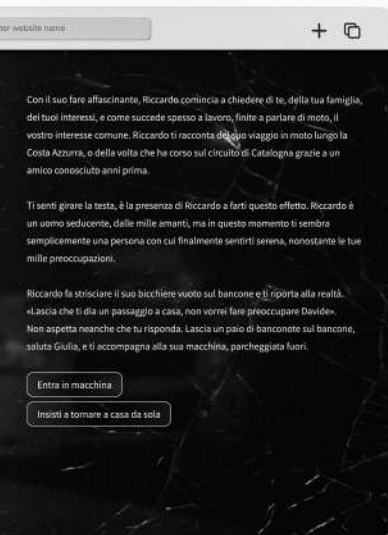 ter website name
Con il suo fare affascinante, Riccardo comincia a chiedere di te, della tua famiglia,
dei tuoi interessi, e come succede spesso a lavoro, finite a parlare di moto, il
vostro interesse comune. Riccardo ti racconta del suo viaggio in moto lungo la
Costa Azzurra, o della volta che ha corso sul circuito di Catalogna grazie a un
amico conosciuto anni prima.
Ti senti girare la testa, è la presenza di Riccardo a farti questo effetto. Riccardo è
un uomo seducente, dalle mille amanti, ma in questo momento ti sembra
semplicemente una persona con cui finalmente sentirti serena, nonostante le tue
mille preoccupazioni.
Riccardo fa strisciare il suo bicchiere vuoto sul bancone e ti riporta alla realtà.
«Lascia che ti dia un passaggio a casa, non vorrei fare preoccupare Davide».
Non aspetta neanche che tu risponda. Lascia un paio di banconote sul bancone,
saluta Giulia, e ti accompagna alla sua macchina, parcheggiata fuori.
Entra in macchina
Insisti a tornare a casa da sola